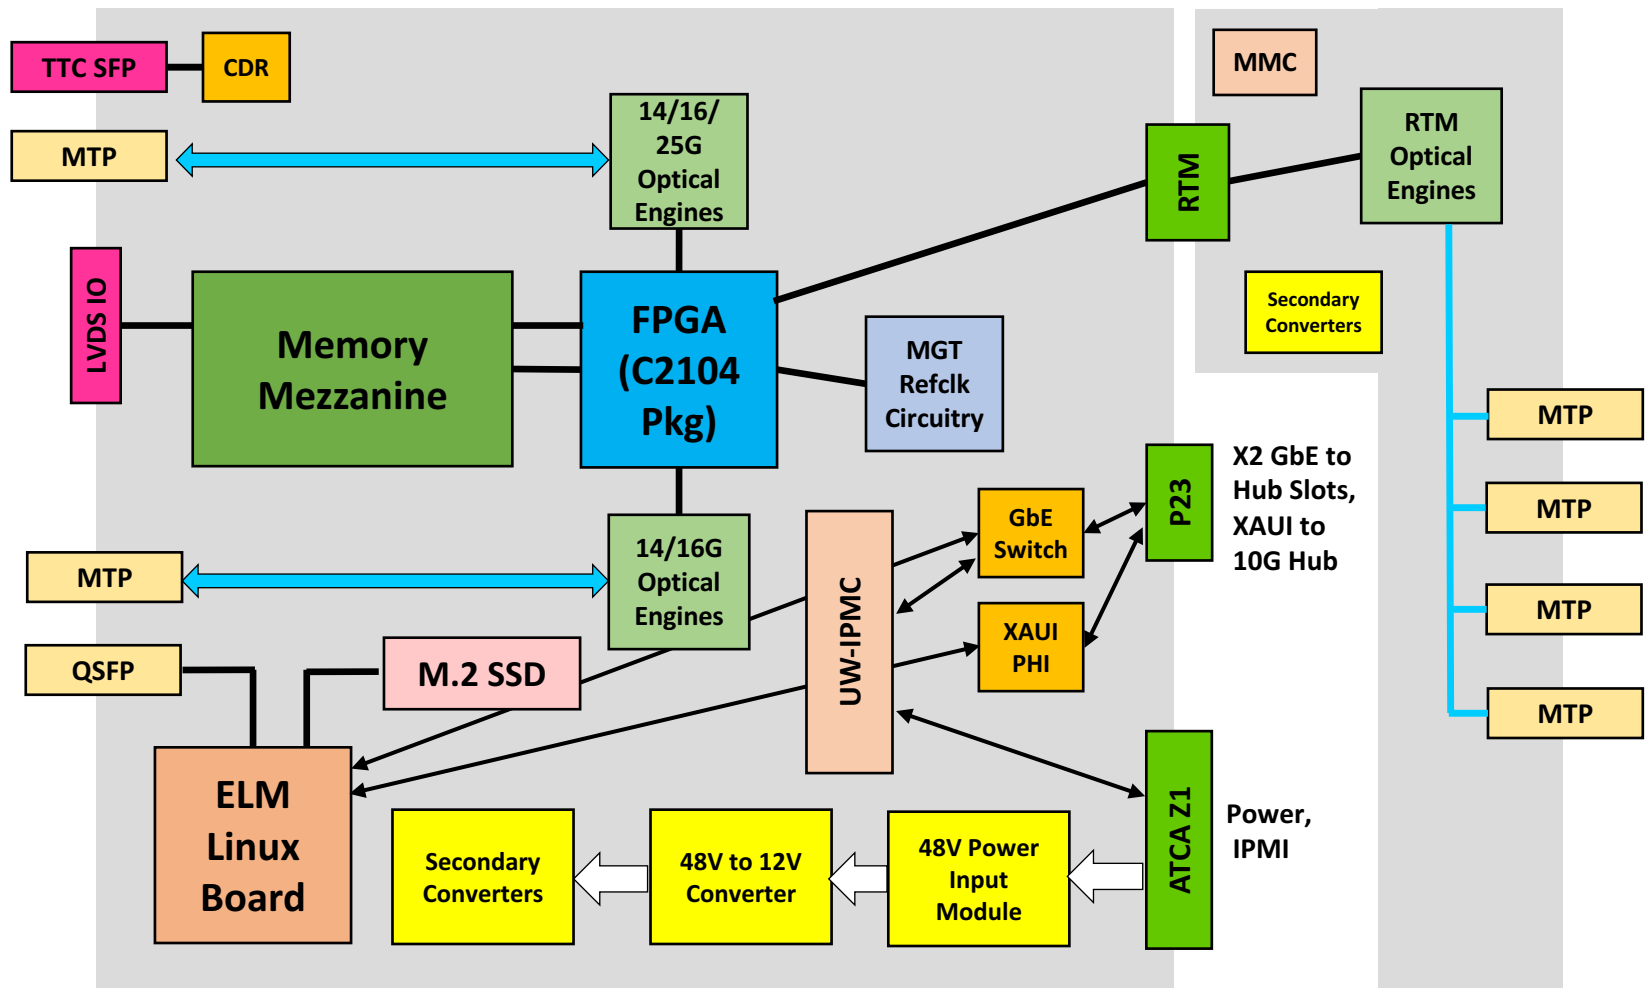 TTC SFP
CDR
MMC
14/16/
25G
Optical
Engines
RTM
Optical
Engines
MTP
RTM
LVDS IO
Memory
Mezzanine
FPGA
(C2104
Pkg)
MGT
Refclk
Circuitry
Secondary
Converters
MTP
MTP
MTP
MTP
X2 GbE to
Hub Slots,
XAUI to
10G Hub
P23
GbE
Switch
XAUI
PHI
UW-IPMC
14/16G
Optical
Engines
MTP
QSFP
M.2 SSD
ELM
Linux
Board
Secondary
Converters
48V to 12V
Converter
48V Power
Input
Module
ATCA Z1
Power,
IPMI